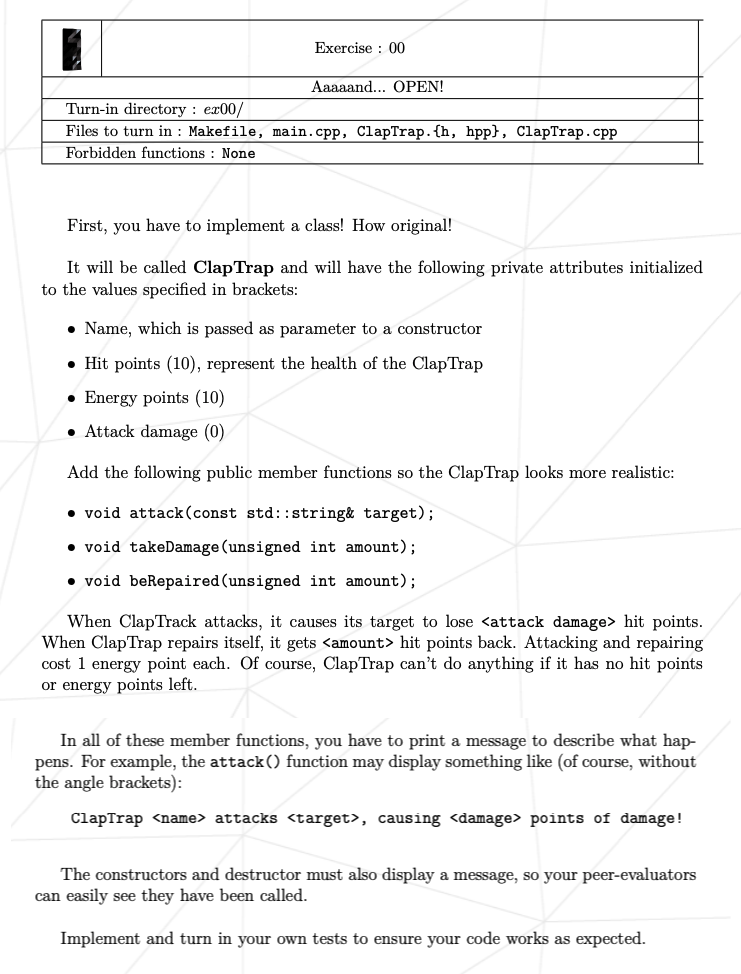 Exercise : 00
Aaaaand... OPEN!
Turn-in directory : ex00/
Files to turn in : Makefile, main.cpp, ClapTrap.{h, hpp}, ClapTrap.cpp
Forbidden functions : None
First, you have to implement a class! How original!
It will be called ClapTrap and will have the following private attributes initialized
to the values specified in brackets:
• Name, which is passed as parameter to a constructor
• Hit points (10), represent the health of the ClapTrap
• Energy points (10)
• Attack damage (0)
Add the following public member functions so the ClapTrap looks more realistic:
• void attack(const std::string& target);
• void takeDamage(unsigned int amount);
• void beRepaired(unsigned int amount);
When ClapTrack attacks, it causes its target to lose <attack damage> hit points.
When ClapTrap repairs itself, it gets <amount> hit points back. Attacking and repairing
cost 1 energy point each. Of course, ClapTrap can't do anything if it has no hit points
or energy points left.
In all of these member functions, you have to print a message to describe what hap-
pens. For example, the attack() function may display something like (of course, without
the angle brackets):
ClapTrap <name> attacks <target>, causing <damage> points of damage!
The constructors and destructor must also display a message, so your peer-evaluators
can easily see they have been called.
Implement and turn in your own tests to ensure your code works as expected.